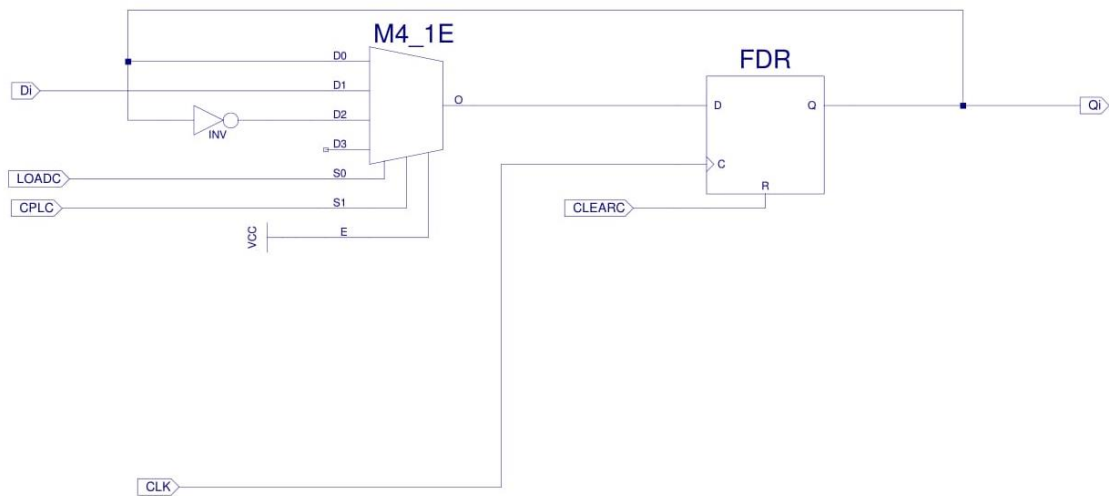 M4_1E
FDR
D0
Di
D1
O
D
Q
Qi
D2
INV
D3
C
LOADC
S0
R
CPLC
S1
CLEARC
VCC
E
CLK